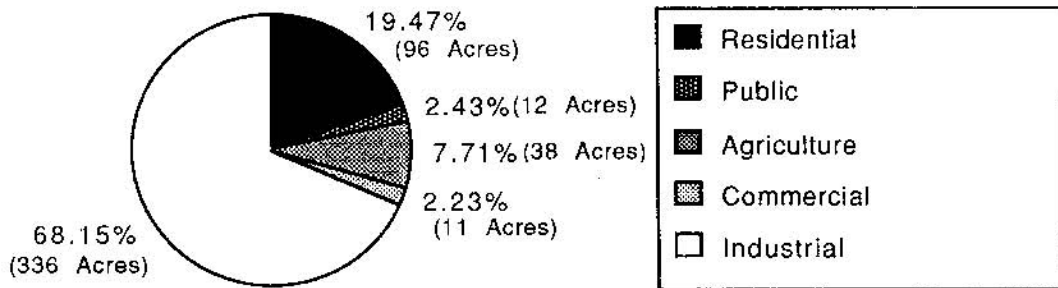 19.47%
(96 Acres)
2.43% (12 Acres)
7.71% (38 Acres)
2.23%
(11 Acres)
68.15%
(336 Acres)
Residential
Public
Agriculture
Commercial
Industrial